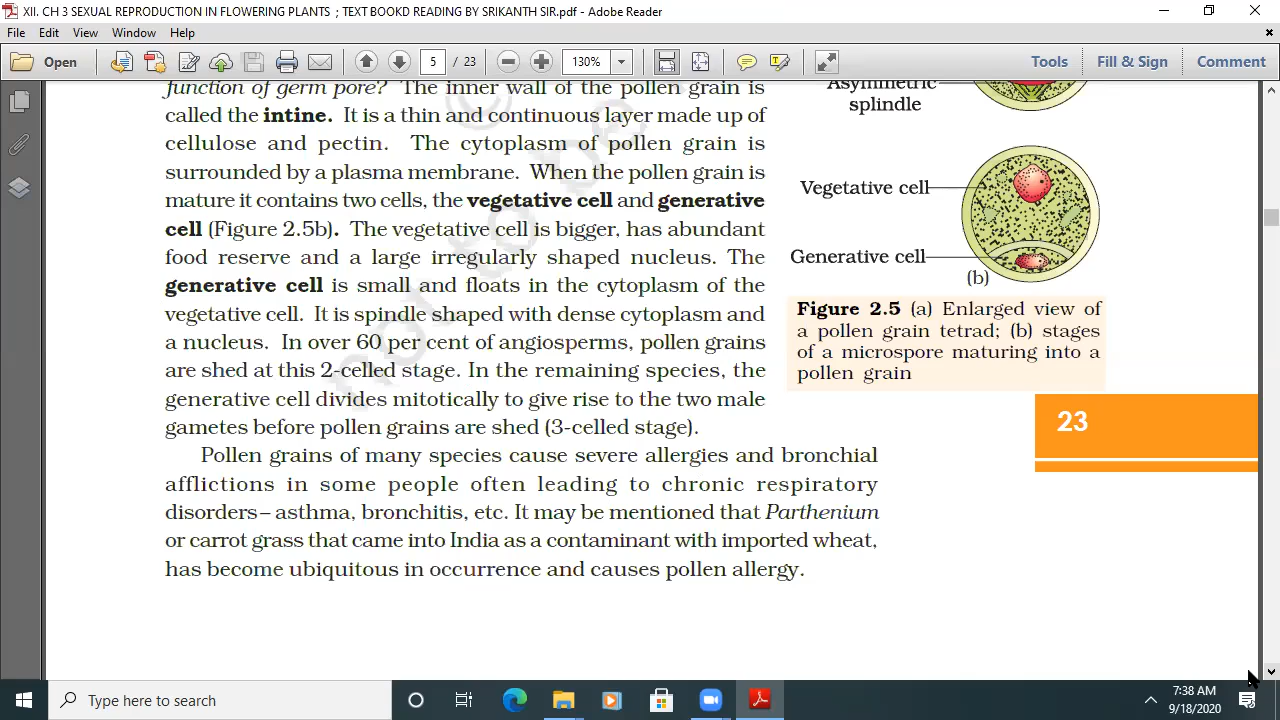 XII. CH 3 SEXUAL REPRODUCTION IN FLOWERING PLANTS ; TEXT BOOKD READING BY SRIKANTH SIR.pdf - Adobe Reader
File Edit View Window Help
Open 5 / 23 130% Tools Fill & Sign Comment
function of germ pore? The inner wall of the pollen grain is
called the intine. It is a thin and continuous layer made up of
cellulose and pectin. The cytoplasm of pollen grain is
surrounded by a plasma membrane. When the pollen grain is
mature it contains two cells, the vegetative cell and generative
cell (Figure 2.5b). The vegetative cell is bigger, has abundant
food reserve and a large irregularly shaped nucleus. The
generative cell is small and floats in the cytoplasm of the
vegetative cell. It is spindle shaped with dense cytoplasm and
a nucleus. In over 60 per cent of angiosperms, pollen grains
are shed at this 2-celled stage. In the remaining species, the
generative cell divides mitotically to give rise to the two male
gametes before pollen grains are shed (3-celled stage).
Pollen grains of many species cause severe allergies and bronchial
afflictions in some people often leading to chronic respiratory
disorders– asthma, bronchitis, etc. It may be mentioned that Parthenium
or carrot grass that came into India as a contaminant with imported wheat,
has become ubiquitous in occurrence and causes pollen allergy.
Asymmetric
splindle
Vegetative cell
Generative cell
(b)
Figure 2.5 (a) Enlarged view of
a pollen grain tetrad; (b) stages
of a microspore maturing into a
pollen grain
23
© not to be
Type here to search
7:38 AM
9/18/2020